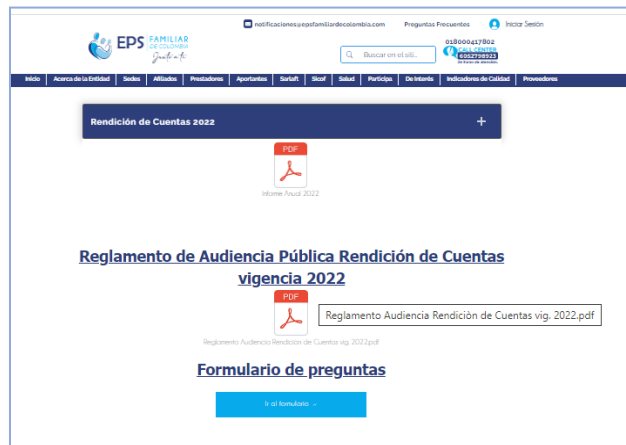 notificaciones@epsfamiliardecolombia.com Preguntas Frecuentes Iniciar Sesión
EPS FAMILIAR
DE COLOMBIA
Junto a ti
Buscar en el siti...
018000417802
CALL CENTER
6052798923
Inicio Acerca de la Entidad Sedes Afiliados Prestadores Aportantes Sarlaft Sicof Salud Participa De Interés Indicadores de Calidad Proveedores
Rendición de Cuentas 2022 +
PDF
Informe Anual 2022
Reglamento de Audiencia Pública Rendición de Cuentas
vigencia 2022
PDF
Reglamento Audiencia Rendiciòn de Cuentas vig. 2022.pdf
Reglamento Audiencia Rendición de Cuentas vig. 2022.pdf
Formulario de preguntas
Ir al formulario →